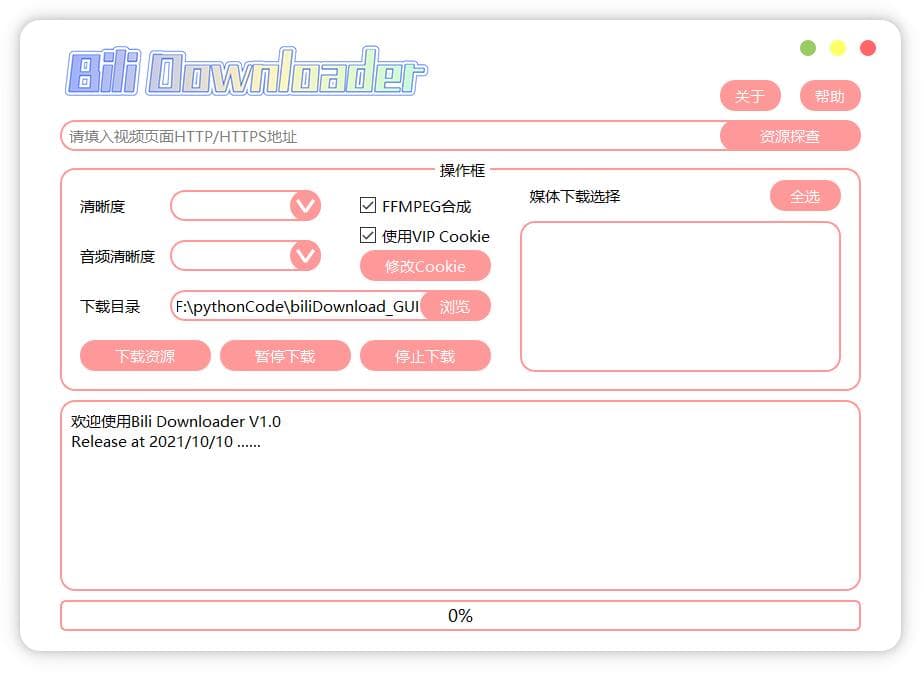 Bili Downloader
关于
帮助
请填入视频页面HTTP/HTTPS地址
资源探查
操作框
清晰度
FFMPEG合成
媒体下载选择
全选
使用VIP Cookie
音频清晰度
修改Cookie
下载目录
F:\pythonCode\biliDownload_GUI
浏览
下载资源
暂停下载
停止下载
欢迎使用Bili Downloader V1.0
Release at 2021/10/10 ......
0%